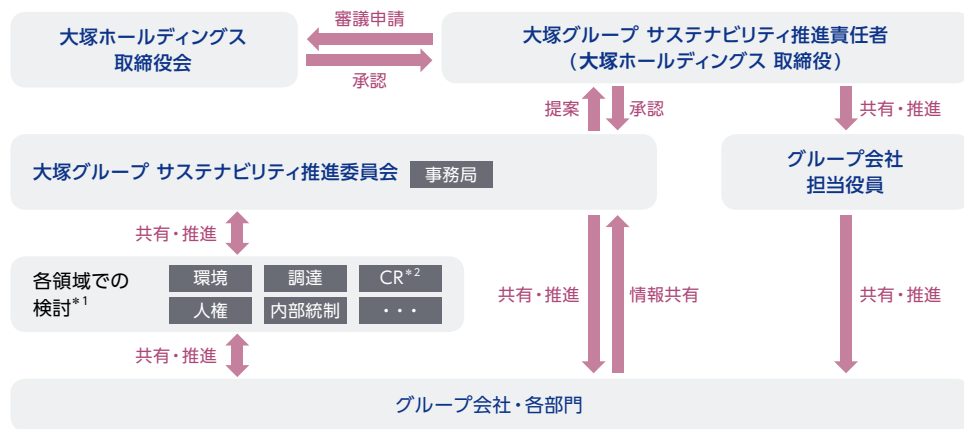 大塚ホールディングス
取締役会
審議申請
承認
大塚グループ サステナビリティ推進責任者
(大塚ホールディングス 取締役)
提案
承認
共有・推進
大塚グループ サステナビリティ推進委員会
事務局
グループ会社
担当役員
共有・推進
各領域での
検討*1
環境
調達
CR*2
人権
内部統制
・・・
共有・推進
情報共有
共有・推進
共有・推進
グループ会社・各部門